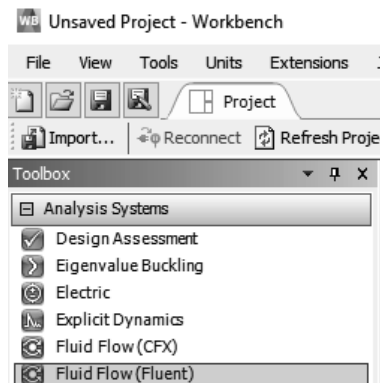 WB Unsaved Project - Workbench
File View Tools Units Extensions
Project
Import... Reconnect Refresh Proje
Toolbox
Analysis Systems
Design Assessment
Eigenvalue Buckling
Electric
Explicit Dynamics
Fluid Flow (CFX)
Fluid Flow (Fluent)